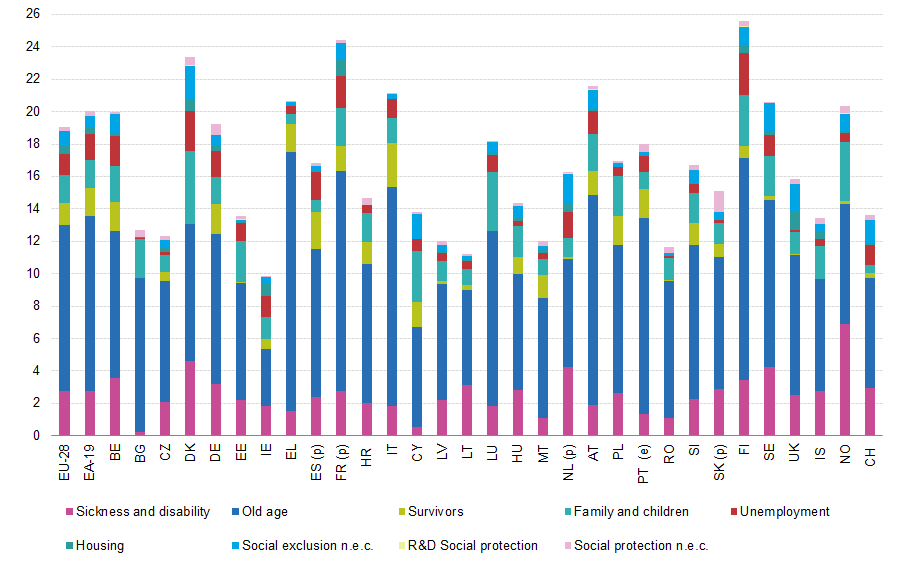 26
24
22
20
18
16
14
12
10
8
6
4
2
0
EU-28
EA-19
BE
BG
CZ
DK
DE
EE
IE
EL
ES (p)
FR (p)
HR
IT
CY
LV
LT
LU
HU
MT
NL (p)
AT
PL
PT (e)
RO
SI
SK (p)
FI
SE
UK
IS
NO
CH
Sickness and disability Old age Survivors Family and children Unemployment
Housing Social exclusion n.e.c. R&D Social protection Social protection n.e.c.